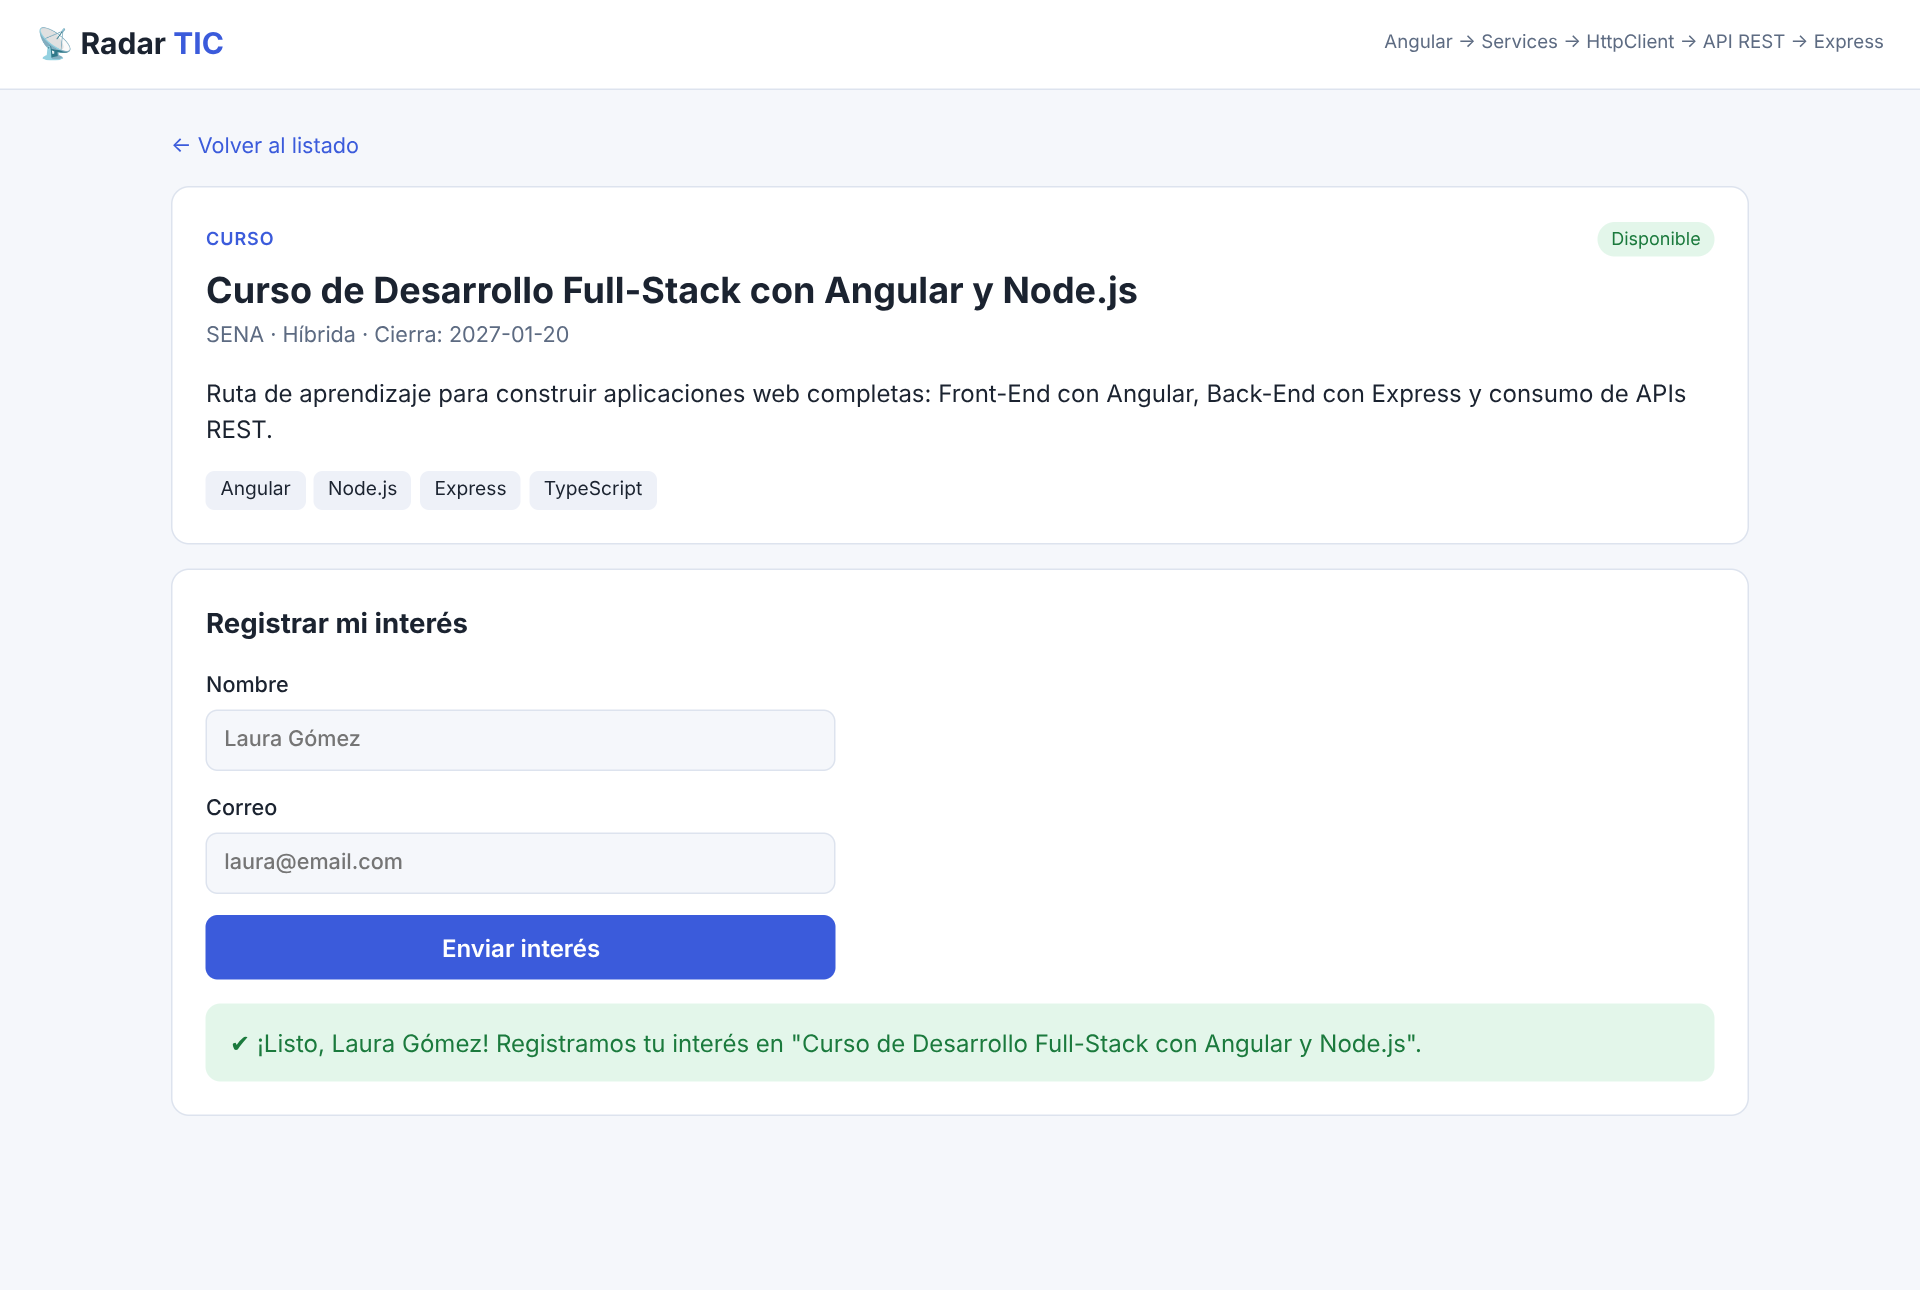 Radar TIC
Angular → Services → HttpClient → API REST → Express
← Volver al listado
CURSO
Disponible
Curso de Desarrollo Full-Stack con Angular y Node.js
SENA · Híbrida · Cierra: 2027-01-20
Ruta de aprendizaje para construir aplicaciones web completas: Front-End con Angular, Back-End con Express y consumo de APIs
REST.
Angular Node.js Express TypeScript
Registrar mi interés
Nombre
Laura Gómez
Correo
laura@email.com
Enviar interés
✔ ¡Listo, Laura Gómez! Registramos tu interés en "Curso de Desarrollo Full-Stack con Angular y Node.js".